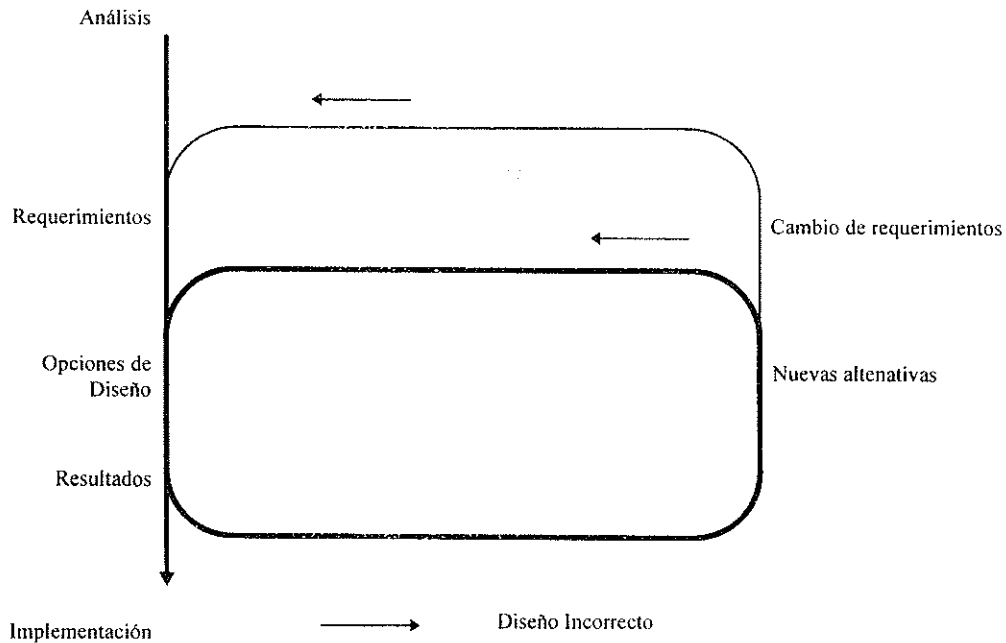 Análisis
Requerimientos
Cambio de requerimientos
Opciones de
Diseño
Nuevas altenativas
Resultados
Implementación
Diseño Incorrecto